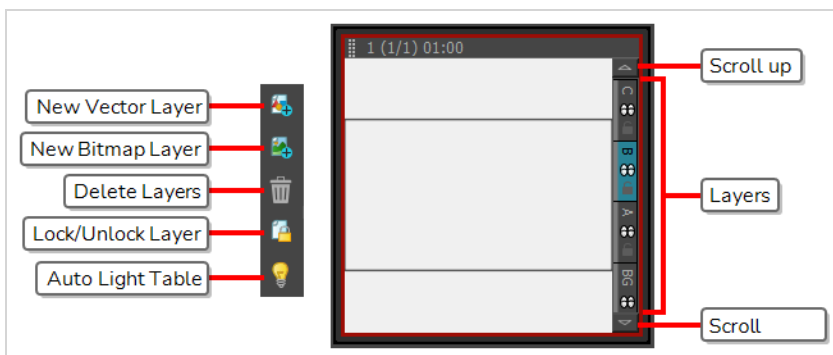 1 (1/1) 01:00
Scroll up
New Vector Layer
New Bitmap Layer
Delete Layers
Lock/Unlock Layer
Auto Light Table
C
B
A
BG
Layers
Scroll